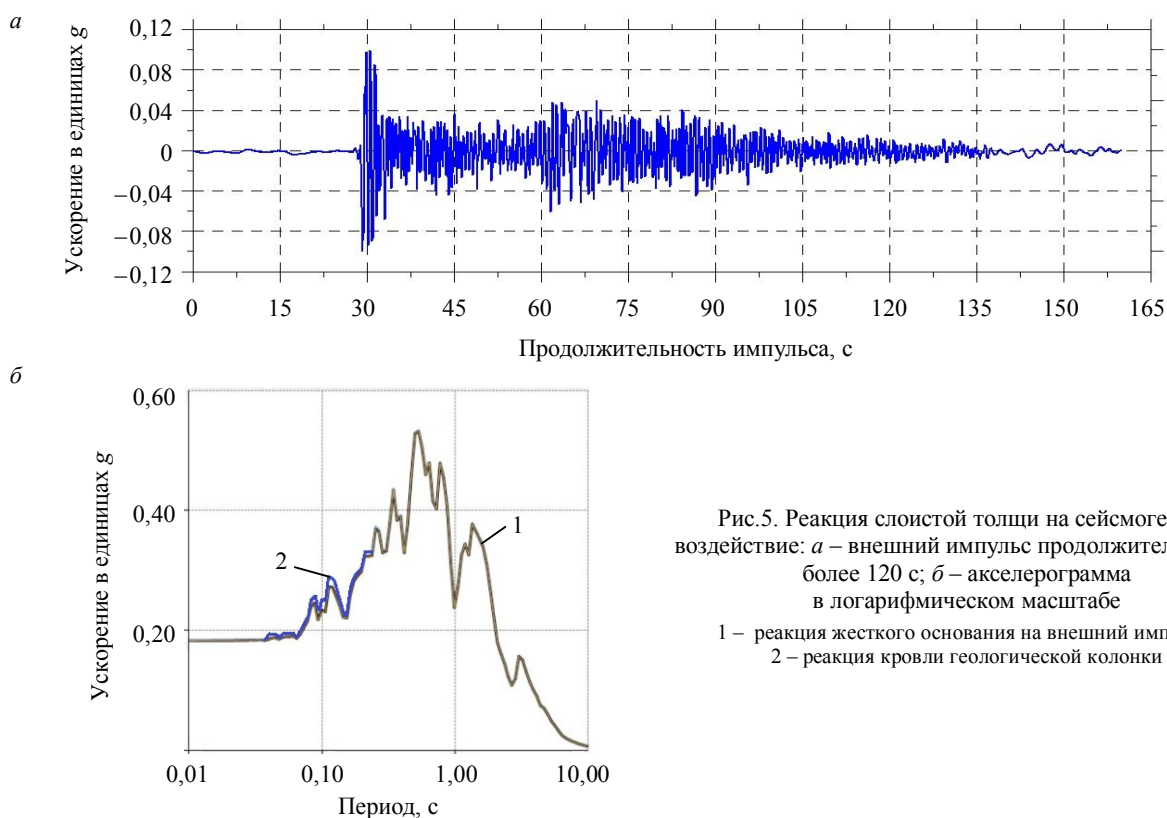 а
Ускорение в единицах g
0,12
0,08
0,04
0
–0,04
–0,08
–0,12
0 15 30 45 60 75 90 105 120 135 150 165
Продолжительность импульса, с
б
Ускорение в единицах g
0,60
0,40
0,20
2
1
0,01 0,10 1,00 10,00
Период, с
Рис.5. Реакция слоистой толщи на сейсмоге
воздействие: а – внешний импульс продолжител
более 120 с; б – акселерограмма
в логарифмическом масштабе
1 – реакция жесткого основания на внешний имп
2 – реакция кровли геологической колонки